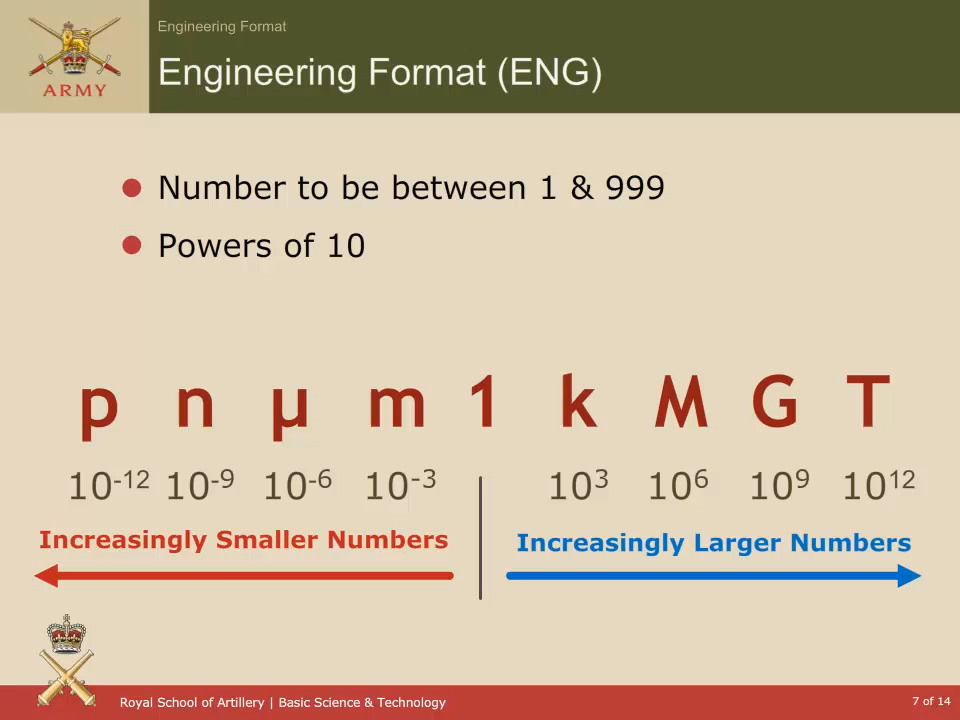 Engineering Format
Engineering Format (ENG)
ARMY
Number to be between 1 & 999
Powers of 10
p n µ m 1 k M G T
10⁻¹² 10⁻⁹ 10⁻⁶ 10⁻³ 10³ 10⁶ 10⁹ 10¹²
Increasingly Smaller Numbers Increasingly Larger Numbers
Royal School of Artillery | Basic Science & Technology 7 of 14